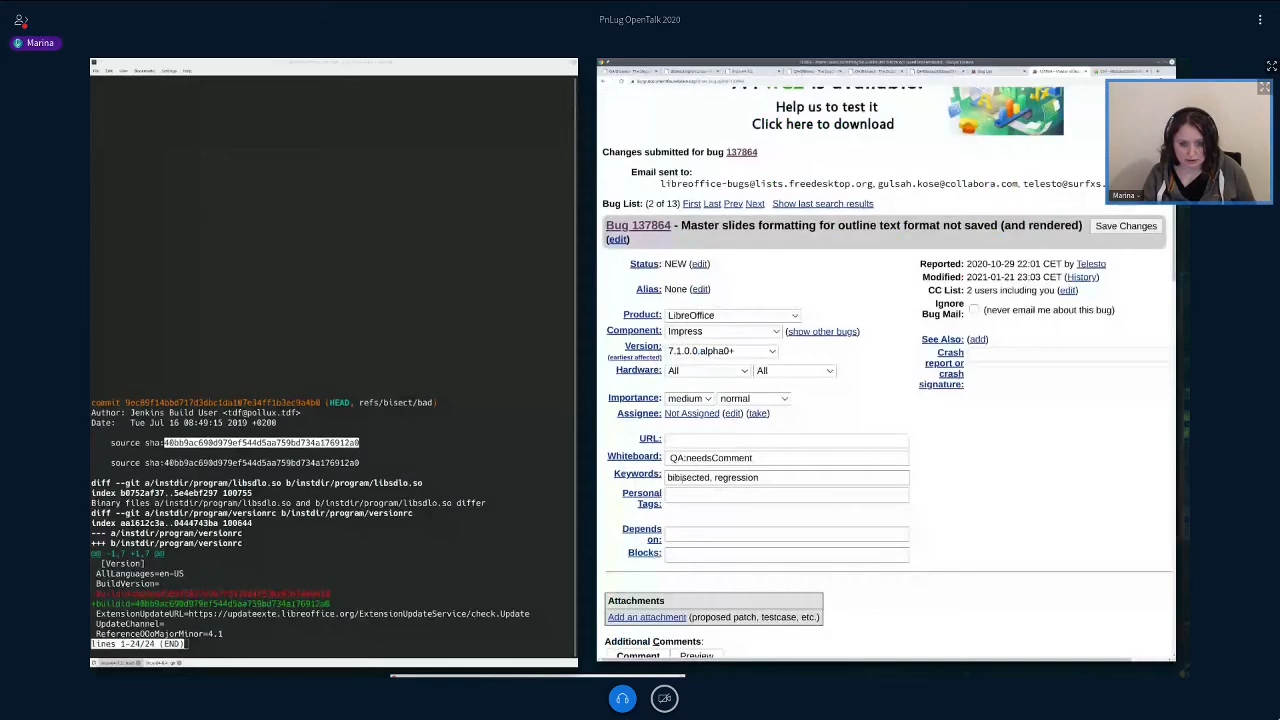 PnLug OpenTalk 2020
Marina
commit 9ec89f14bbd717d3dbc1da107e34ff1b3ec9a4b0 (HEAD, refs/bisect/bad)
Author: Jenkins Build User <tdf@pollux.tdf>
Date: Tue Jul 16 08:49:15 2019 +0200
source sha:40bb9ac690d979ef544d5aa759bd734a176912a0
source sha:40bb9ac690d979ef544d5aa759bd734a176912a0
diff --git a/instdir/program/libsdlo.so b/instdir/program/libsdlo.so
index b0752af37..5e4ebf297 100755
Binary files a/instdir/program/libsdlo.so and b/instdir/program/libsdlo.so differ
diff --git a/instdir/program/versionrc b/instdir/program/versionrc
index aa1612c3a..0444743ba 100644
--- a/instdir/program/versionrc
+++ b/instdir/program/versionrc
@@ -1,7 +1,7 @@
[Version]
AllLanguages=en-US
BuildVersion=
+buildid=40bb9ac690d979ef544d5aa759bd734a176912a0
ExtensionUpdateURL=https://updateexte.libreoffice.org/ExtensionUpdateService/check.Update
UpdateChannel=
ReferenceOOoMajorMinor=4.1
lines 1-24/24 (END)
Help us to test it
Click here to download
Changes submitted for bug 137864
Email sent to:
libreoffice-bugs@lists.freedesktop.org, gulsah.kose@collabora.com, telesto@surfxs.
Bug List: (2 of 13) First Last Prev Next Show last search results
Bug 137864 - Master slides formatting for outline text format not saved (and rendered)
(edit)
Save Changes
Status: NEW (edit)
Alias: None (edit)
Product: LibreOffice
Component: Impress (show other bugs)
Version: 7.1.0.0.alpha0+
(earliest affected)
Hardware: All All
Importance: medium normal
Assignee: Not Assigned (edit) (take)
URL:
Whiteboard: QA:needsComment
Keywords: bibisected, regression
Personal
Tags:
Depends
on:
Blocks:
Reported: 2020-10-29 22:01 CET by Telesto
Modified: 2021-01-21 23:03 CET (History)
CC List: 2 users including you (edit)
Ignore
Bug Mail: (never email me about this bug)
See Also: (add)
Crash
report or
crash
signature:
Attachments
Add an attachment (proposed patch, testcase, etc.)
Additional Comments:
Comment Preview
Marina